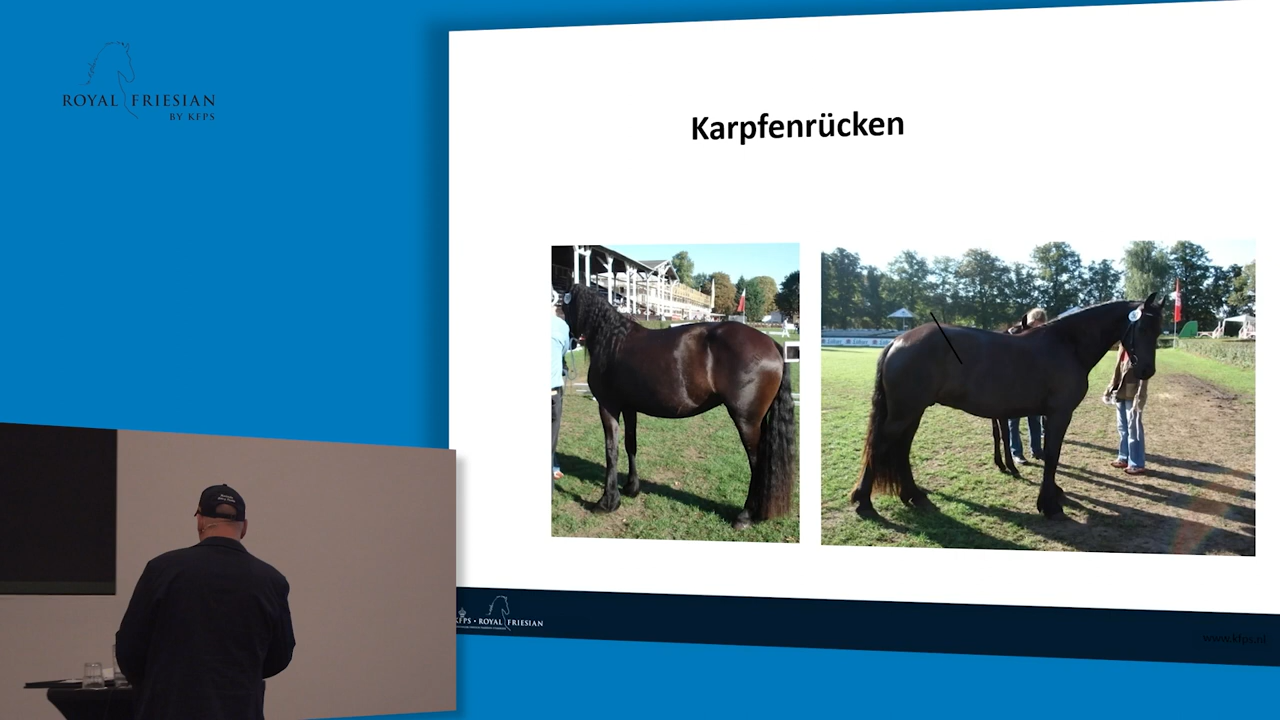 ROYAL FRIESIAN
BY KFPS
Karpfenrücken
KFPS • ROYAL FRIESIAN
www.kfps.nl